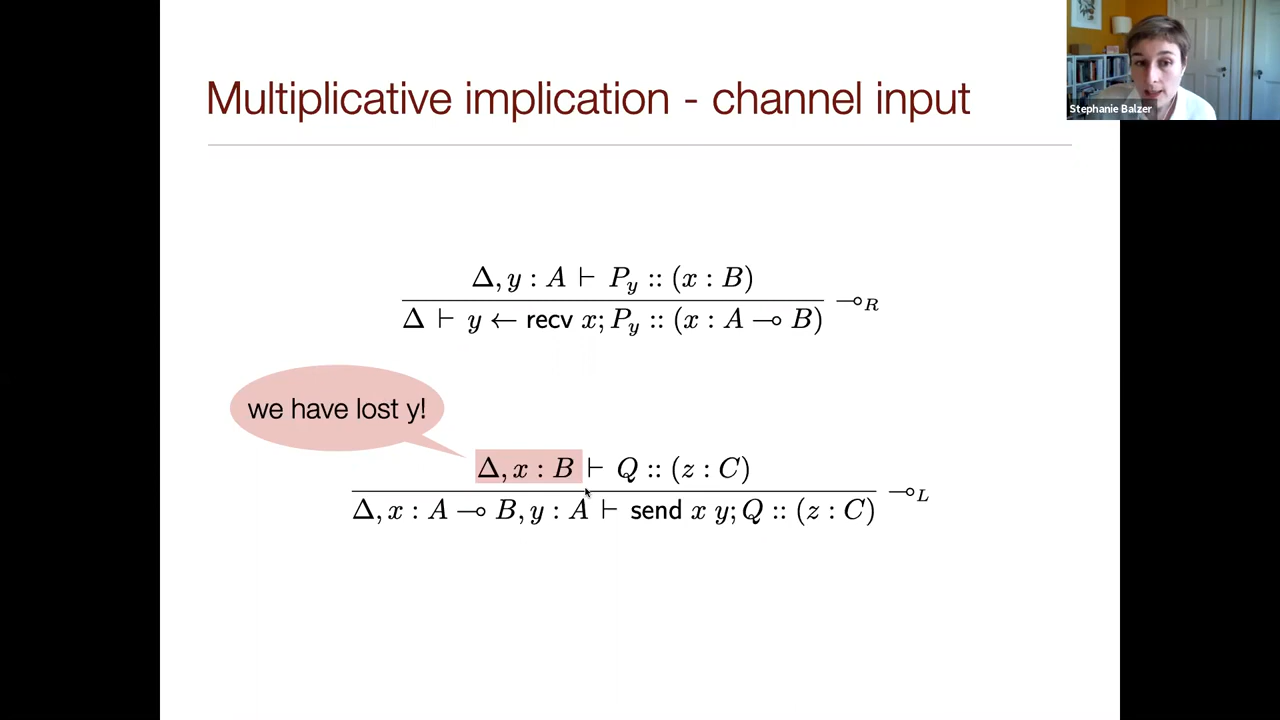 Multiplicative implication - channel input
Stephanie Balzer
Δ, y : A ⊢ P_y :: (x : B)
Δ ⊢ y ← recv x; P_y :: (x : A ⊸ B) ⊸_R
we have lost y!
Δ, x : B ⊢ Q :: (z : C)
Δ, x : A ⊸ B, y : A ⊢ send x y; Q :: (z : C) ⊸_L